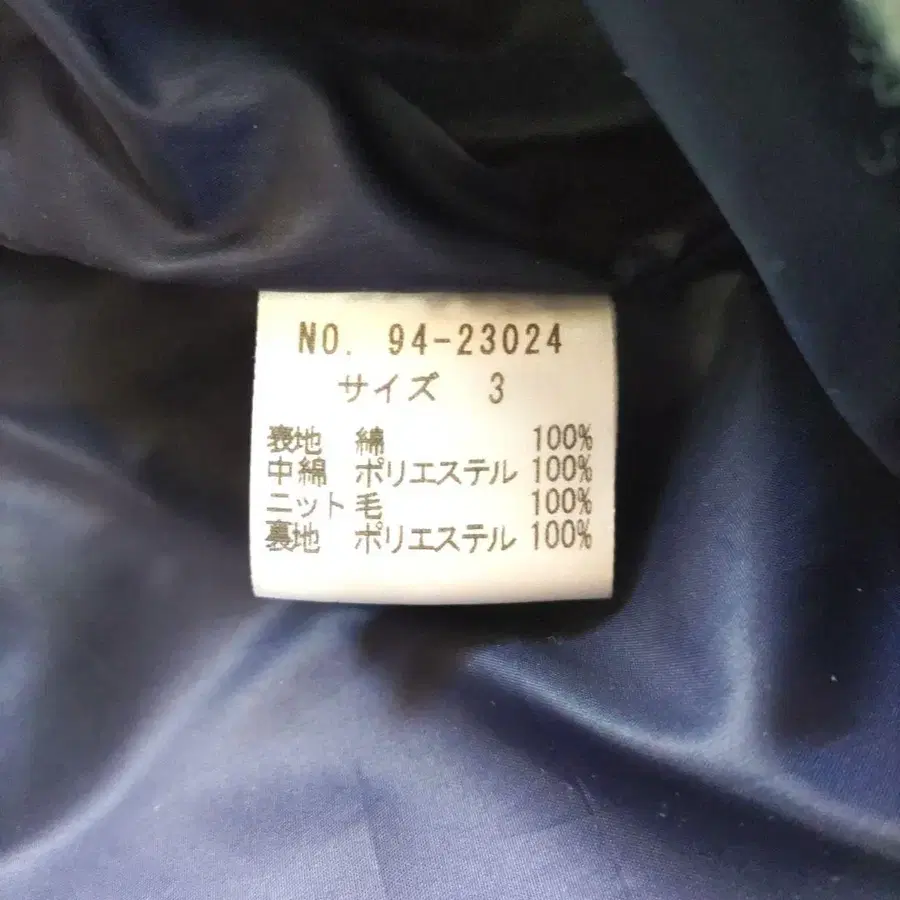 NO. 94-23024
サイズ 3
表地 綿 100%
中綿 ポリエステル 100%
ニット 毛 100%
裏地 ポリエステル 100%